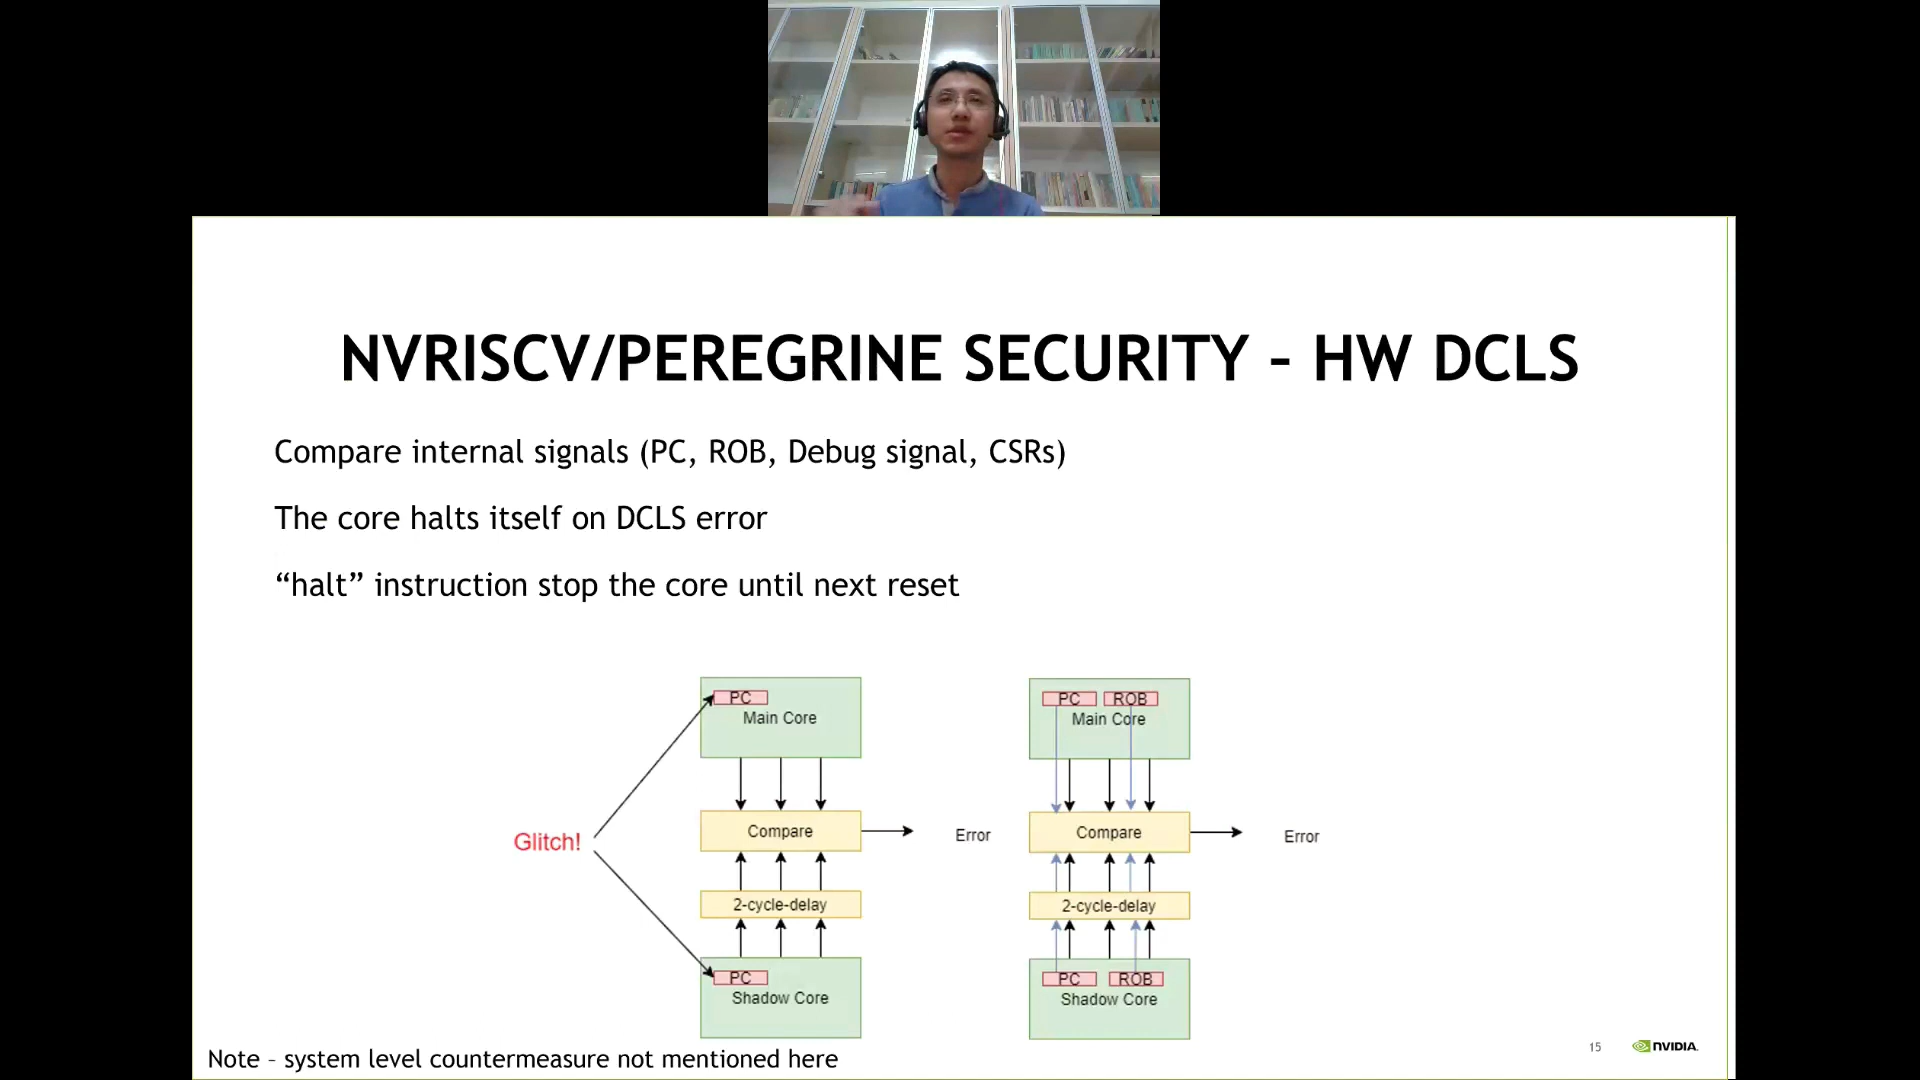 NVRISCV/PEREGRINE SECURITY – HW DCLS
Compare internal signals (PC, ROB, Debug signal, CSRs)
The core halts itself on DCLS error
“halt” instruction stop the core until next reset
PC
Main Core
Glitch!
Compare
Error
2-cycle-delay
PC
Shadow Core
PC ROB
Main Core
Compare
Error
2-cycle-delay
PC ROB
Shadow Core
Note – system level countermeasure not mentioned here
15 NVIDIA.